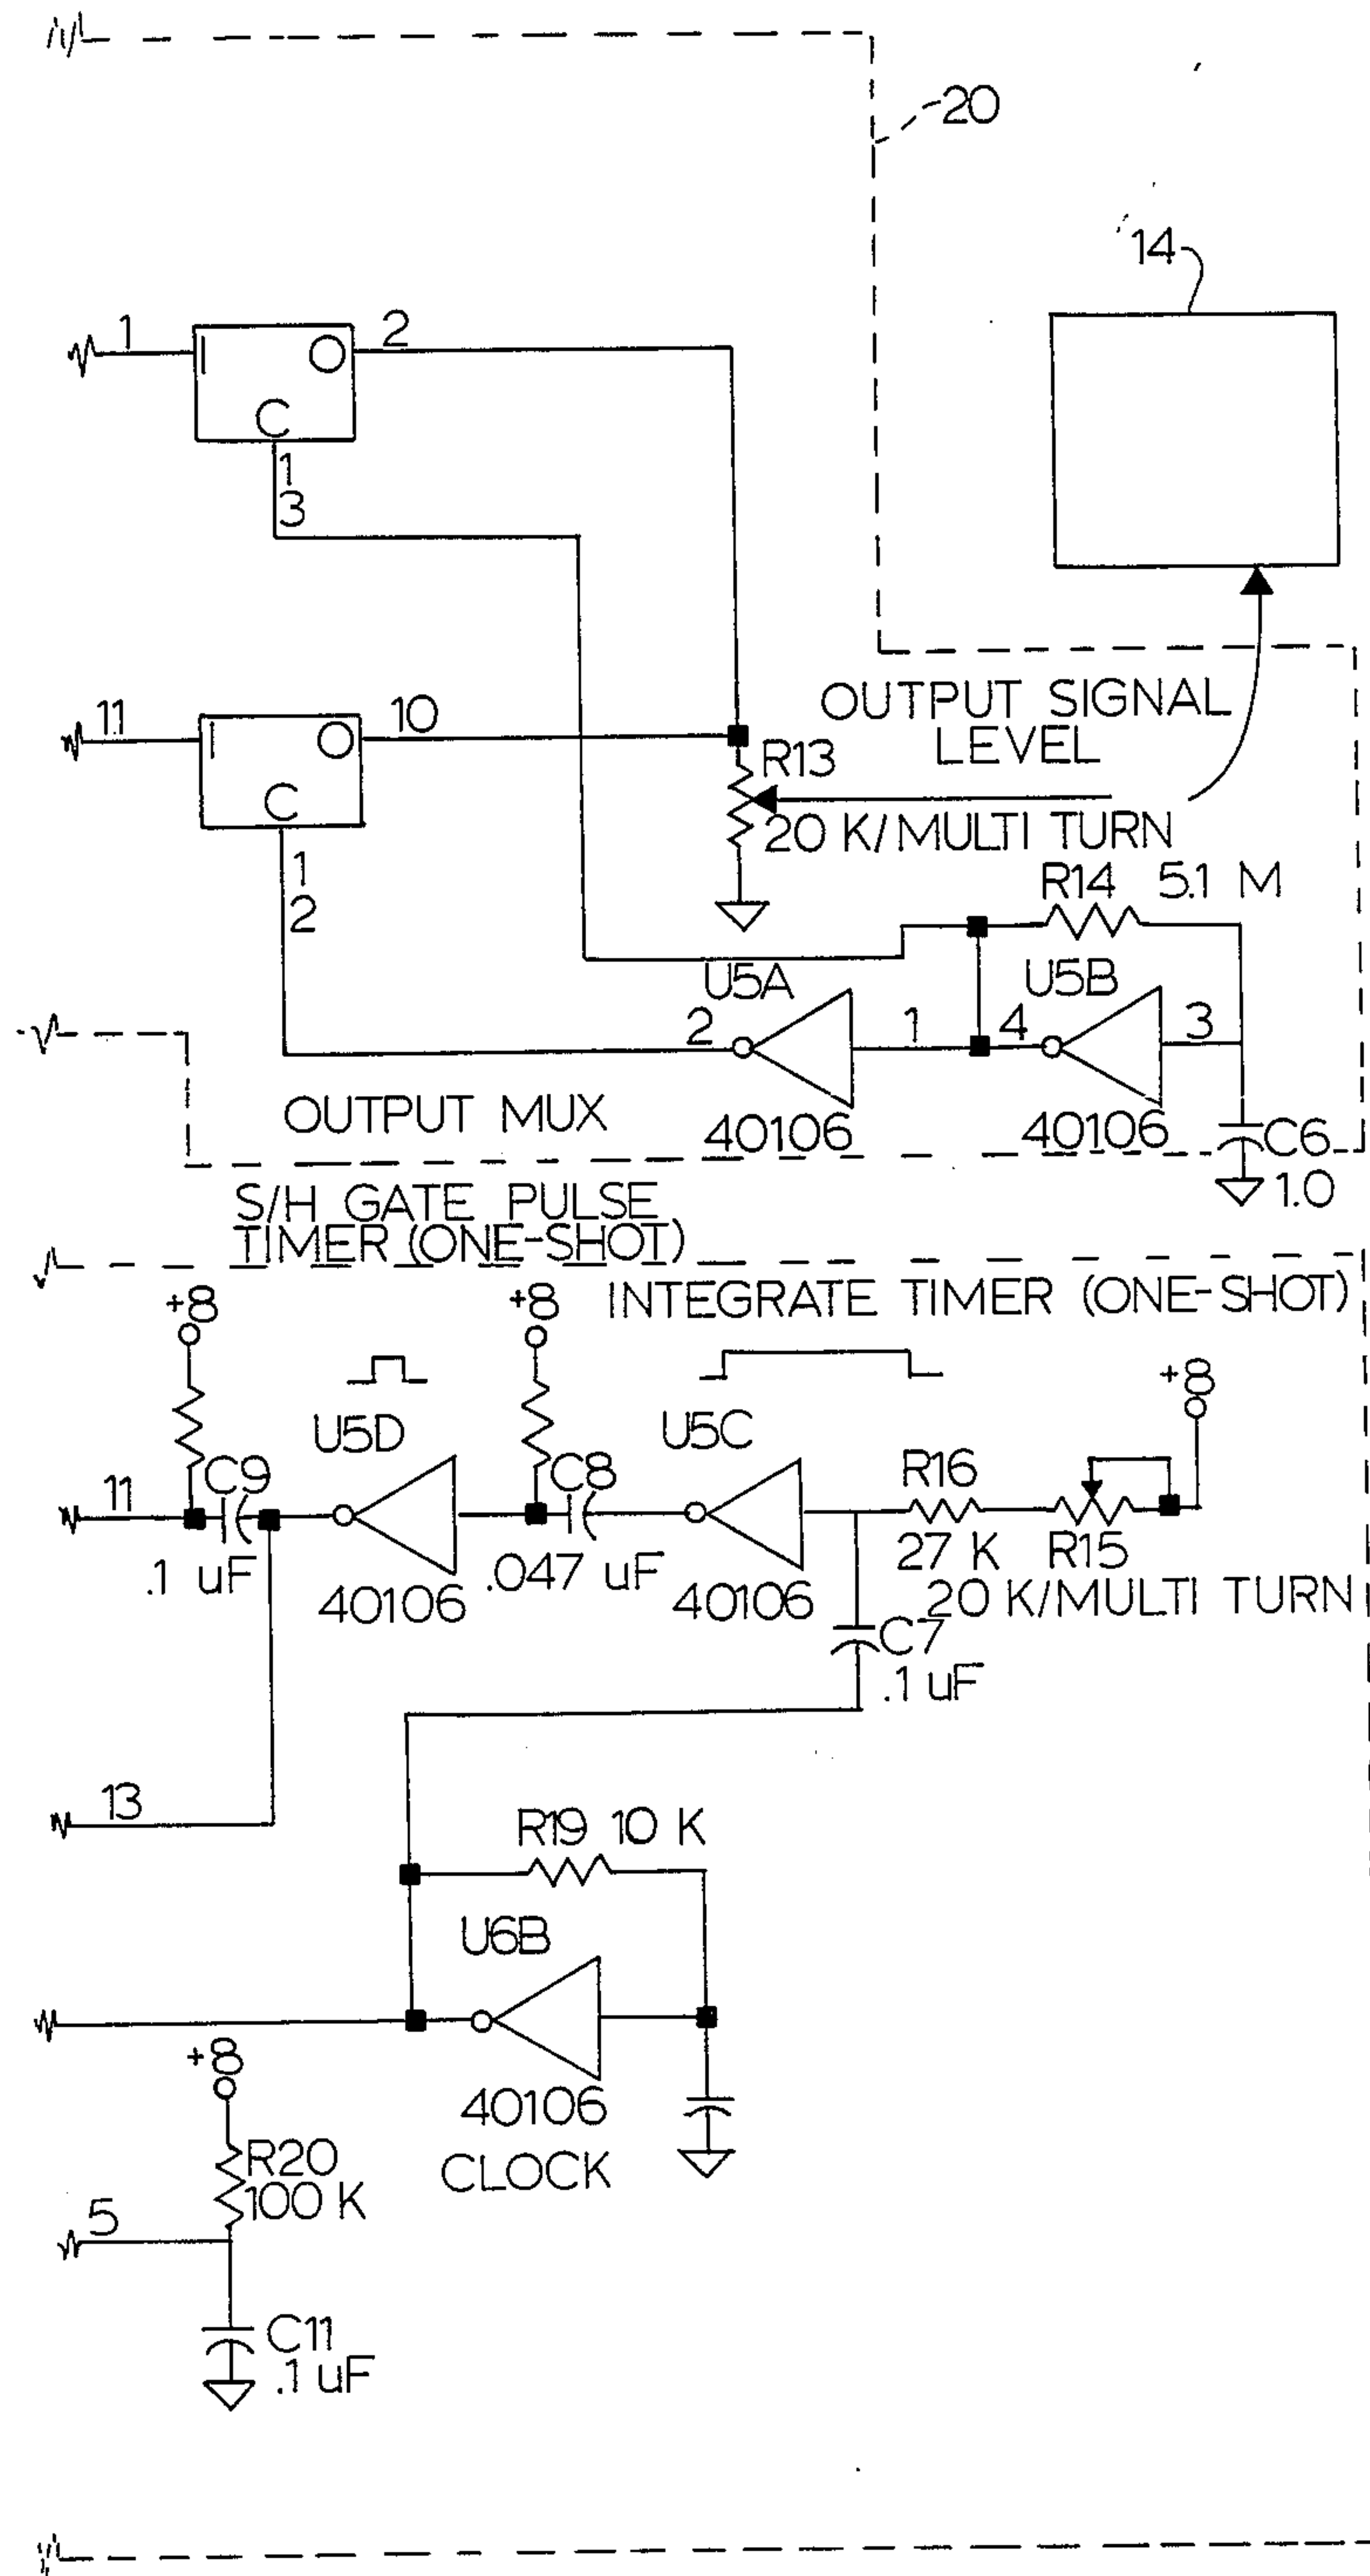 20
14
1
2
I
O
C
1
3
OUTPUT SIGNAL
LEVEL
11
10
I
O
C
R13
20 K/MULTI TURN
1
2
R14 5.1 M
U5A
U5B
2
1
4
3
OUTPUT MUX
40106
40106
C6
1.0
S/H GATE PULSE
TIMER (ONE-SHOT)
INTEGRATE TIMER (ONE-SHOT)
+8
+8
+8
U5D
U5C
R16
11
C9
C8
27 K
R15
.1 uF
.047 uF
20 K/MULTI TURN
40106
40106
C7
.1 uF
13
R19 10 K
U6B
+8
40106
CLOCK
R20
100 K
5
C11
.1 uF